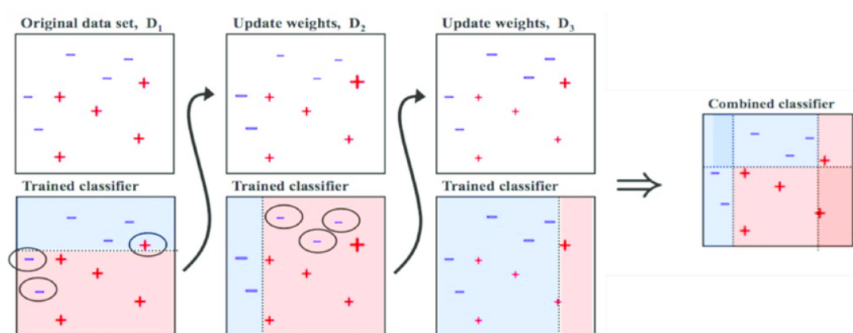 Original data set, D₁
Update weights, D₂
Update weights, D₃
Combined classifier
Trained classifier
Trained classifier
Trained classifier